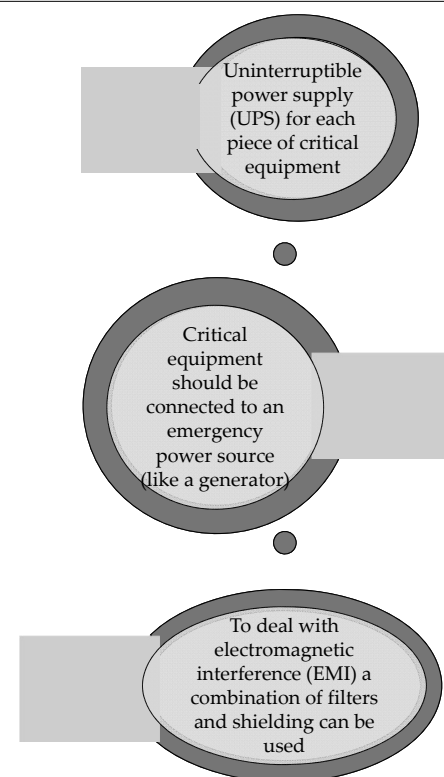 Uninterruptible
power supply
(UPS) for each
piece of critical
equipment
Critical
equipment
should be
connected to an
emergency
power source
(like a generator)
To deal with
electromagnetic
interference (EMI) a
combination of filters
and shielding can be
used